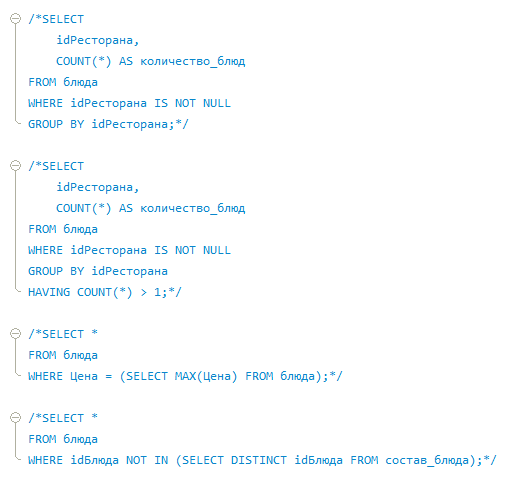 /*SELECT
    idРесторана,
    COUNT(*) AS количество_блюд
FROM блюда
WHERE idРесторана IS NOT NULL
GROUP BY idРесторана;*/

/*SELECT
    idРесторана,
    COUNT(*) AS количество_блюд
FROM блюда
WHERE idРесторана IS NOT NULL
GROUP BY idРесторана
HAVING COUNT(*) > 1;*/

/*SELECT *
FROM блюда
WHERE Цена = (SELECT MAX(Цена) FROM блюда);*/

/*SELECT *
FROM блюда
WHERE idБлюда NOT IN (SELECT DISTINCT idБлюда FROM состав_блюда);*/